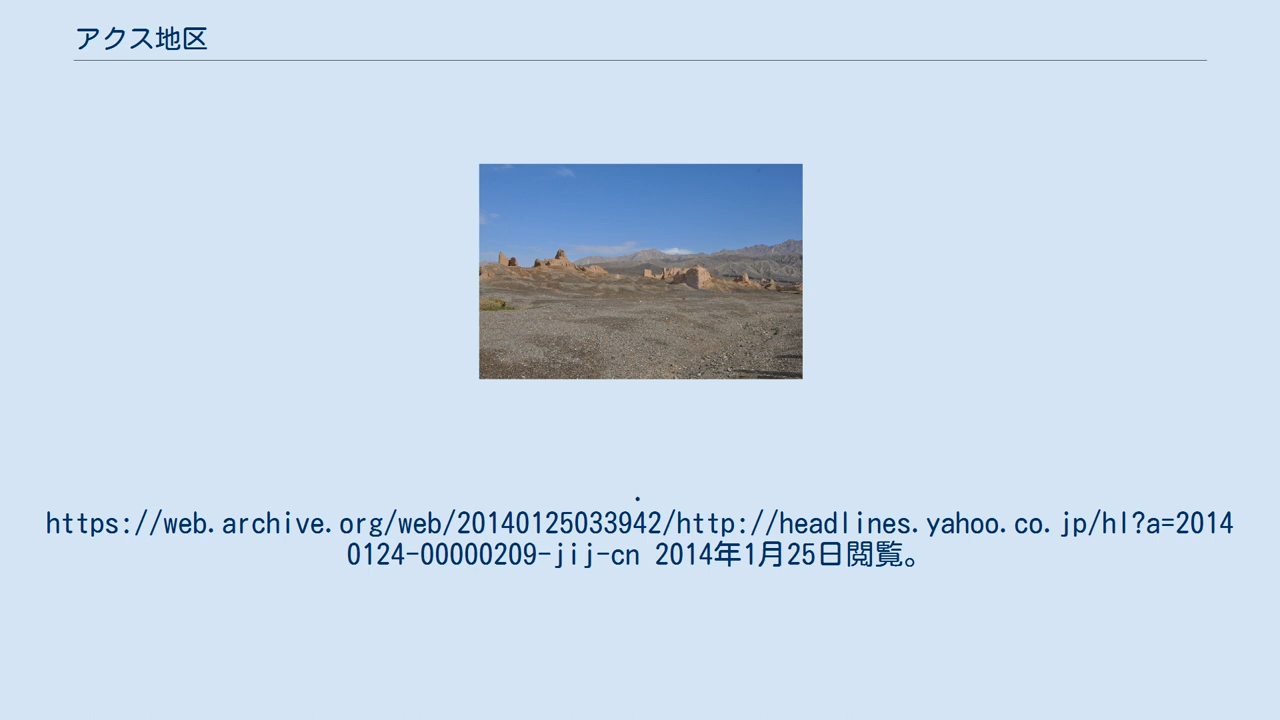 アクス地区
.
https://web.archive.org/web/20140125033942/http://headlines.yahoo.co.jp/hl?a=2014
0124-00000209-jij-cn 2014年1月25日閲覧。